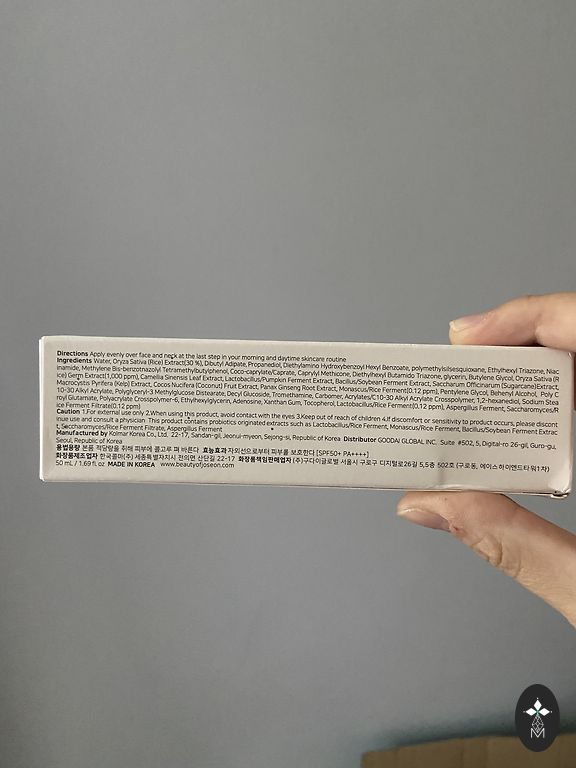 Directions Apply evenly over face and neck at the last step in your morning and daytime skincare routine
Ingredients Water, Oryza Sativa (Rice) Extract(30 %), Dibutyl Adipate, Propanediol, Diethylamino Hydroxybenzoyl Hexyl Benzoate, polymethylsilsesquioxane, Ethylhexyl Triazone, Niac
inamide, Methylene Bis-benzotriazolyl Tetramethylbutylphenol, Coco-caprylate/Caprate, Caprylyl Methicone, Diethylhexyl Butamido Triazone, glycerin, Butylene Glycol, Oryza Sativa (R
ice) Germ Extract(1,000 ppm), Camellia Sinensis Leaf Extract, Lactobacillus/Pumpkin Ferment Extract, Bacillus/Soybean Ferment Extract, Saccharum Officinarum (Sugarcane)Extract,
Macrocystis Pyrifera (Kelp) Extract, Cocos Nucifera (Coconut) Fruit Extract, Panax Ginseng Root Extract, Monascus/Rice Ferment(0.12 ppm), Pentylene Glycol, Behenyl Alcohol, Poly C
10-30 Alkyl Acrylate, Polyglyceryl-3 Methylglucose Distearate, Decyl Glucoside, Tromethamine, Carbomer, Acrylates/C10-30 Alkyl Acrylate Crosspolymer, 1,2-hexanediol, Sodium Stea
royl Glutamate, Polyacrylate Crosspolymer-6, Ethylhexylglycerin, Adenosine, Xanthan Gum, Tocopherol, Lactobacillus/Rice Ferment(0.12 ppm), Aspergillus Ferment, Saccharomyces/R
ice Ferment Filtrate(0.12 ppm)
Caution 1.For external use only 2.When using this product, avoid contact with the eyes 3.Keep out of reach of children 4.If discomfort or sensitivity to product occurs, please discont
inue use and consult a physician This product contains probiotics originated extracts such as Lactobacillus/Rice Ferment, Monascus/Rice Ferment, Bacillus/Soybean Ferment Extrac
t, Saccharomyces/Rice Ferment Filtrate, Aspergillus Ferment
Manufactured by Kolmar Korea Co., Ltd. 22-17, Sandan-gil, Jeonui-myeon, Sejong-si, Republic of Korea Distributor GOODAI GLOBAL INC. Suite #502, 5, Digital-ro 26-gil, Guro-gu,
Seoul, Republic of Korea
용법용량 본품 적당량을 취해 피부에 골고루 펴 바른다 효능효과 자외선으로부터 피부를 보호한다 [SPF50+ PA++++]
화장품제조업자 한국콜마(주) 세종특별자치시 전의면 산단길 22-17 화장품책임판매업자 (주)구다이글로벌 서울시 구로구 디지털로26길 5,5층 502호 (구로동, 에이스하이엔드타워1차)
50 mL / 1.69 fl.oz MADE IN KOREA www.beautyofjoseon.com